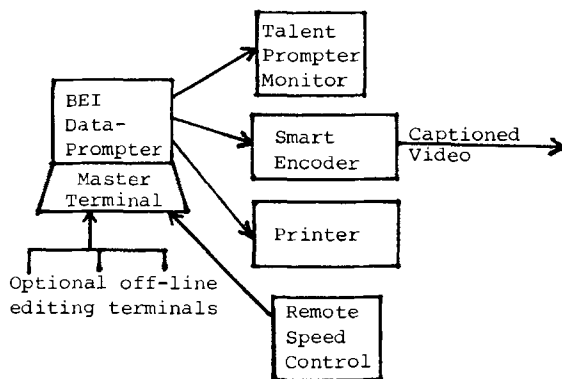 Talent
Prompter
Monitor
BEI
Data-
Prompter
Master
Terminal
Smart
Encoder
Captioned
Video
Printer
Optional off-line
editing terminals
Remote
Speed
Control